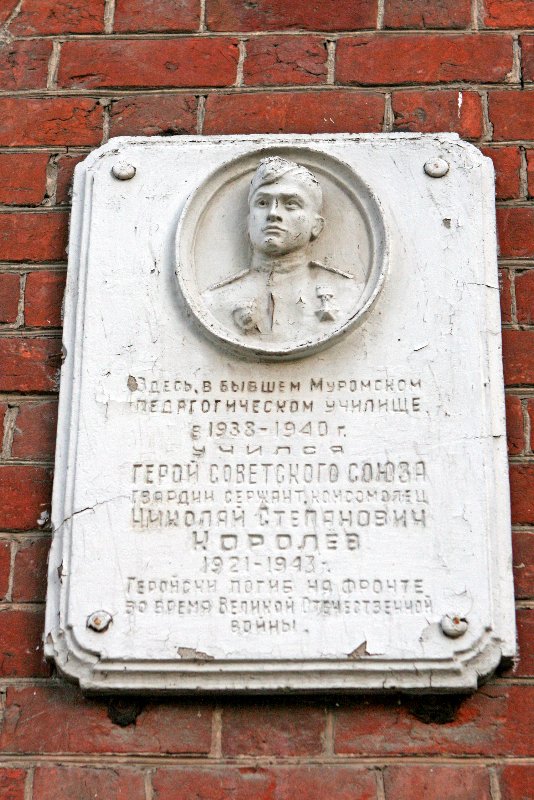 Здесь, в бывшем Муромском
педагогическом училище
в 1938-1940 г.
учился
ГЕРОЙ СОВЕТСКОГО СОЮЗА
гвардии сержант, комсомолец
Николай Степанович
Королев
1921-1943 г.
Геройски погиб на фронте
во время Великой Отечественной
войны.